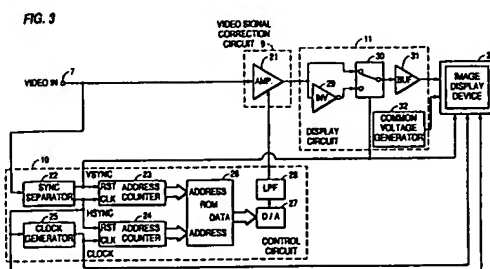 FIG. 3
VIDEO SIGNAL
CORRECTION
CIRCUIT 9
11
7
21
30
31
VIDEO IN
AMP.
29
INV
BUF
IMAGE
DISPLAY
DEVICE
32
COMMON
VOLTAGE
GENERATOR
DISPLAY
CIRCUIT
10
VSYNC
22
23
26
28
SYNC
SEPARATOR
RST ADDRESS
CLK COUNTER
ADDRESS
ROM
DATA
ADDRESS
LPF
27
D/A
HSYNC
25
24
CLOCK
GENERATOR
RST ADDRESS
CLK COUNTER
CLOCK
CONTROL
CIRCUIT